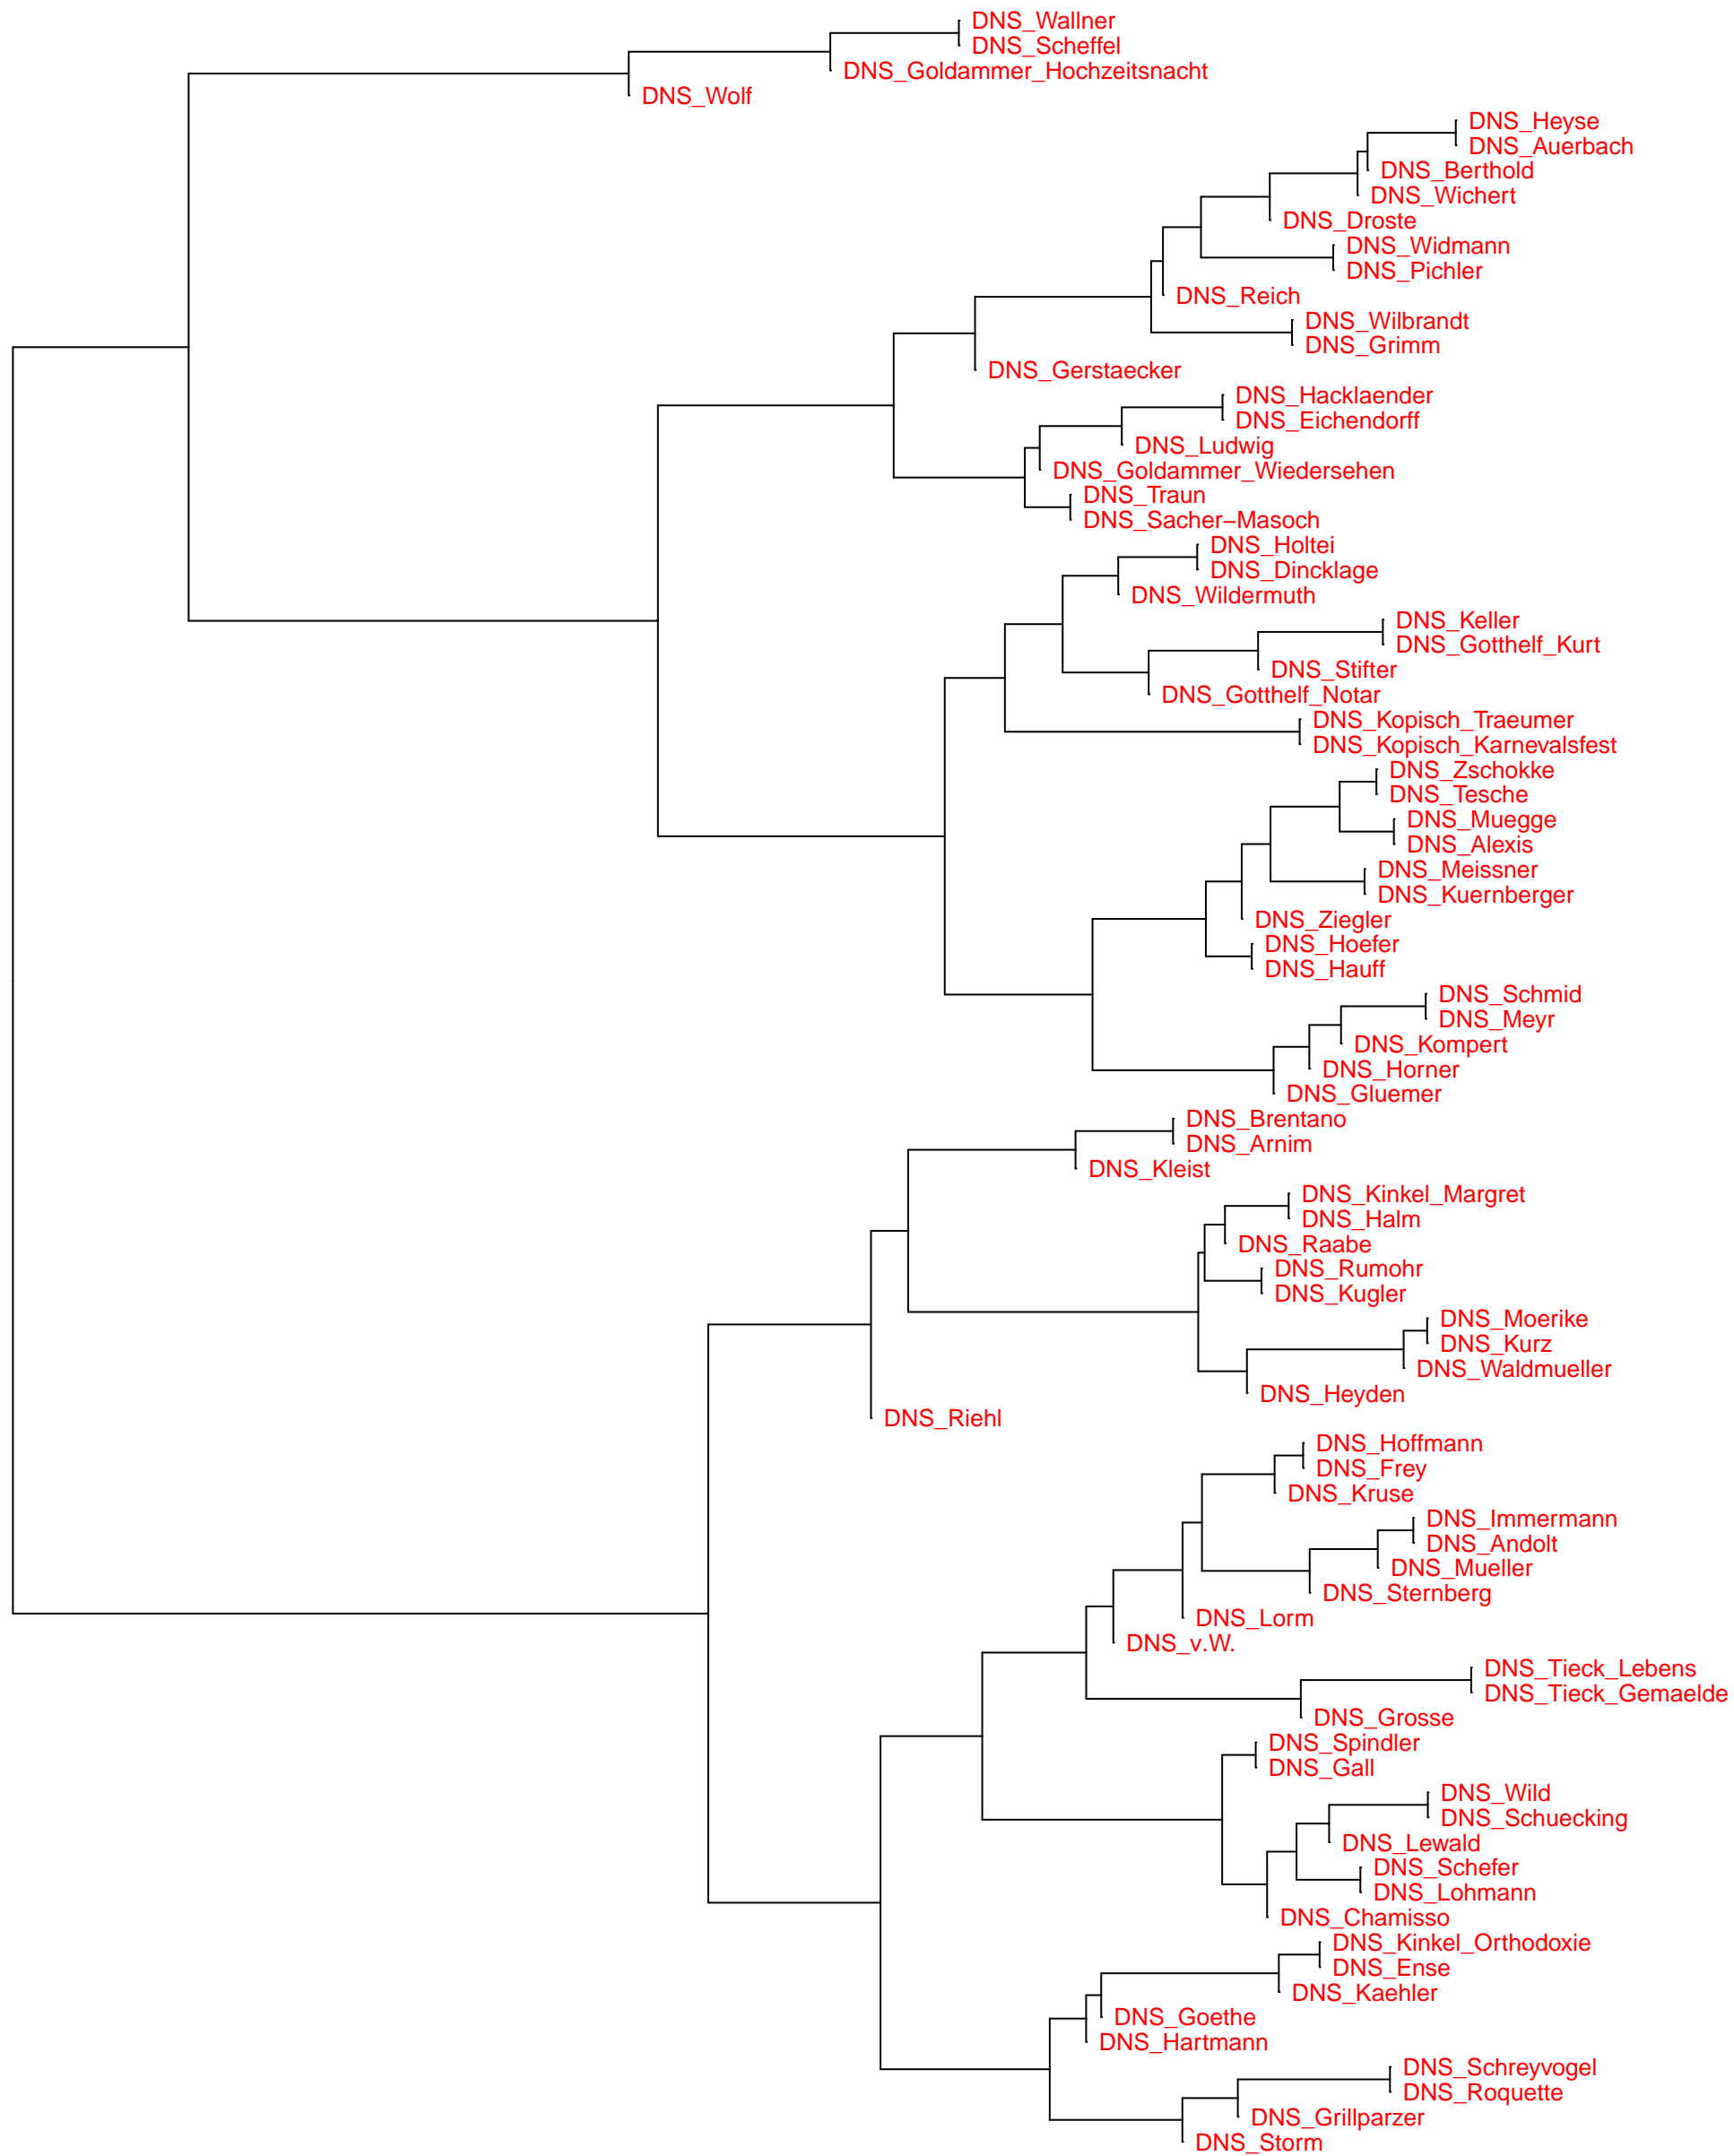 DNS_Wallner
DNS_Scheffel
DNS_Goldammer_Hochzeitsnacht
DNS_Wolf
DNS_Heyse
DNS_Auerbach
DNS_Berthold
DNS_Wichert
DNS_Droste
DNS_Widmann
DNS_Pichler
DNS_Reich
DNS_Wilbrandt
DNS_Grimm
DNS_Gerstaecker
DNS_Hacklaender
DNS_Eichendorff
DNS_Ludwig
DNS_Goldammer_Wiedersehen
DNS_Traun
DNS_Sacher−Masoch
DNS_Holtei
DNS_Dincklage
DNS_Wildermuth
DNS_Keller
DNS_Gotthelf_Kurt
DNS_Stifter
DNS_Gotthelf_Notar
DNS_Kopisch_Traeumer
DNS_Kopisch_Karnevalsfest
DNS_Zschokke
DNS_Tesche
DNS_Muegge
DNS_Alexis
DNS_Meissner
DNS_Kuernberger
DNS_Ziegler
DNS_Hoefer
DNS_Hauff
DNS_Schmid
DNS_Meyr
DNS_Kompert
DNS_Horner
DNS_Gluemer
DNS_Brentano
DNS_Arnim
DNS_Kleist
DNS_Kinkel_Margret
DNS_Halm
DNS_Raabe
DNS_Rumohr
DNS_Kugler
DNS_Moerike
DNS_Kurz
DNS_Waldmueller
DNS_Heyden
DNS_Riehl
DNS_Hoffmann
DNS_Frey
DNS_Kruse
DNS_Immermann
DNS_Andolt
DNS_Mueller
DNS_Sternberg
DNS_Lorm
DNS_v.W.
DNS_Tieck_Lebens
DNS_Tieck_Gemaelde
DNS_Grosse
DNS_Spindler
DNS_Gall
DNS_Wild
DNS_Schuecking
DNS_Lewald
DNS_Schefer
DNS_Lohmann
DNS_Chamisso
DNS_Kinkel_Orthodoxie
DNS_Ense
DNS_Kaehler
DNS_Goethe
DNS_Hartmann
DNS_Schreyvogel
DNS_Roquette
DNS_Grillparzer
DNS_Storm